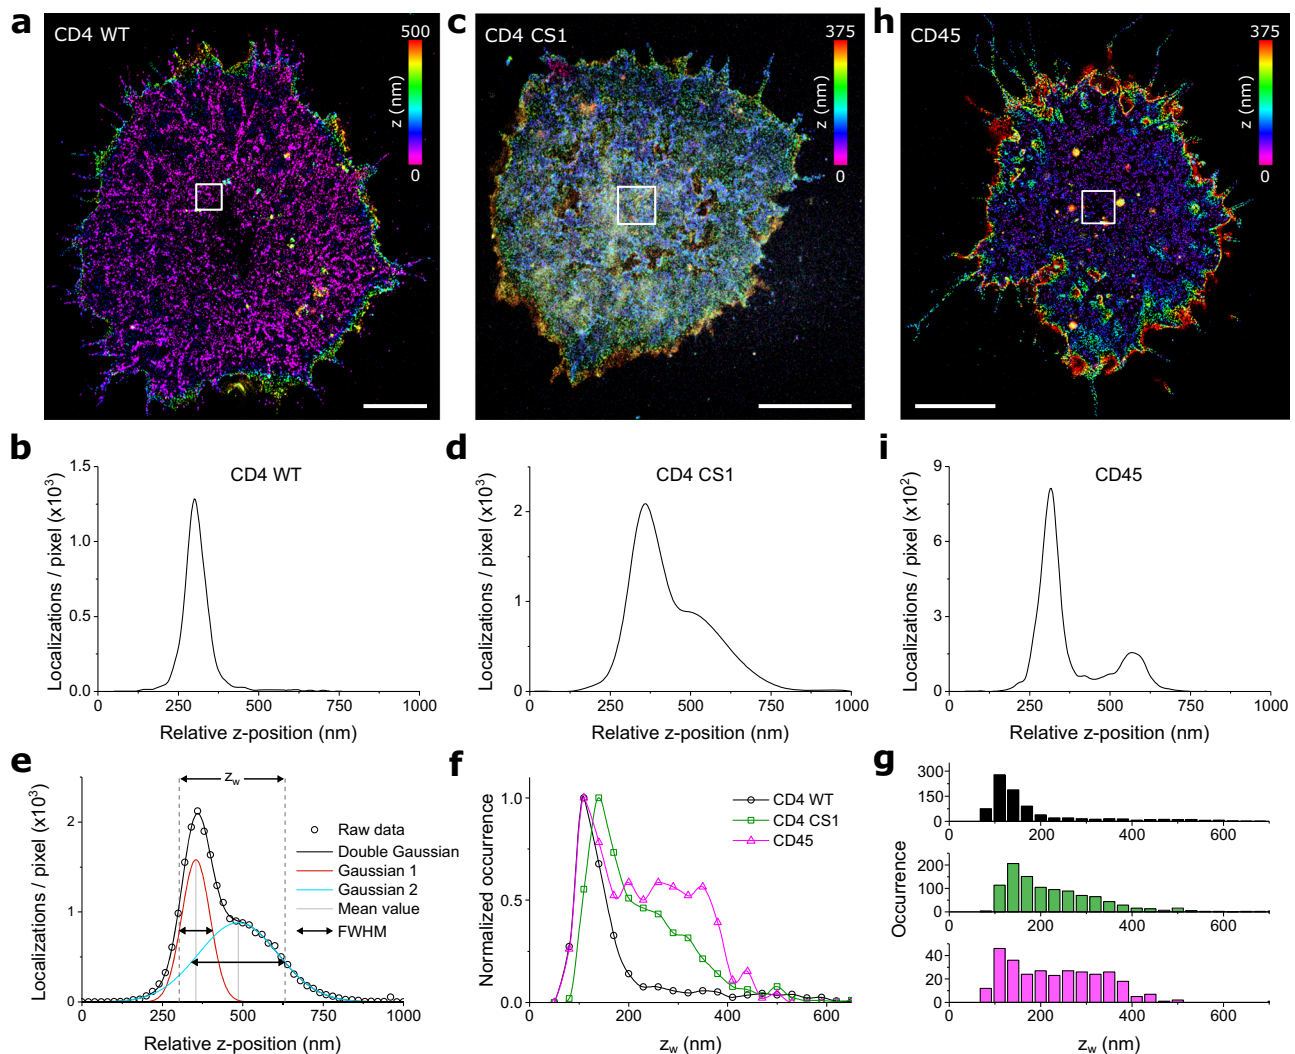 a
CD4 WT
500
z (nm)
0
c
CD4 CS1
375
z (nm)
0
h
CD45
375
z (nm)
0
b
CD4 WT
Localizations / pixel (x10³)
1.5
1.0
0.5
0.0
0
250
500
750
1000
Relative z-position (nm)
d
CD4 CS1
Localizations / pixel (x10³)
2
1
0
0
250
500
750
1000
Relative z-position (nm)
i
CD45
Localizations / pixel (x10²)
9
6
3
0
0
250
500
750
1000
Relative z-position (nm)
e
z_w
Localizations / pixel (x10³)
2
1
0
Raw data
Double Gaussian
Gaussian 1
Gaussian 2
Mean value
FWHM
0
250
500
750
1000
Relative z-position (nm)
f
Normalized occurrence
1.0
0.5
0.0
CD4 WT
CD4 CS1
CD45
200
400
600
z_w (nm)
g
Occurrence
300
150
0
0
200
400
600
200
100
0
0
200
400
600
40
20
0
0
200
400
600
z_w (nm)